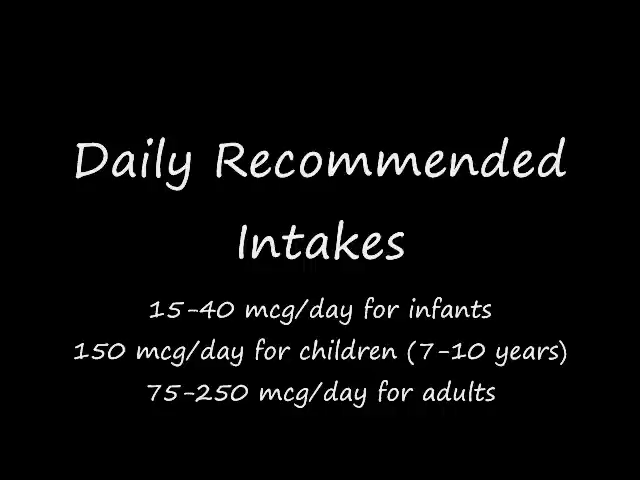 Daily Recommended
Intakes
15-40 mcg/day for infants
150 mcg/day for children (7-10 years)
75-250 mcg/day for adults